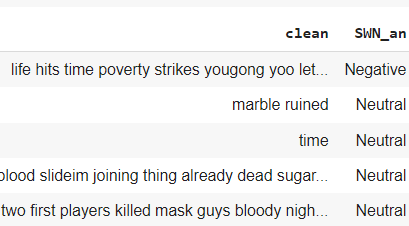 clean SWN_an
life hits time poverty strikes yougong yoo let... Negative
marble ruined Neutral
time Neutral
blood slideim joining thing already dead sugar... Neutral
two first players killed mask guys bloody nigh... Neutral